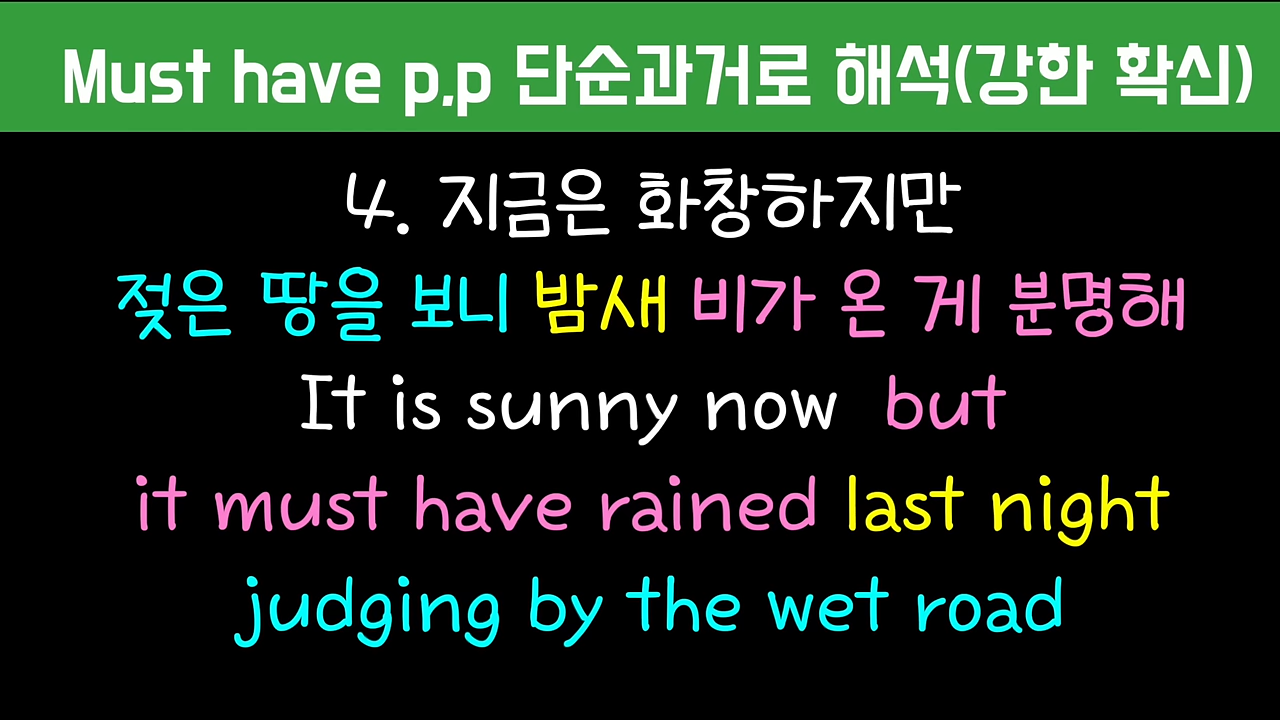 Must have p,p 단순과거로 해석(강한 확신)
4. 지금은 화창하지만
젖은 땅을 보니 밤새 비가 온 게 분명해
It is sunny now but
it must have rained last night
judging by the wet road